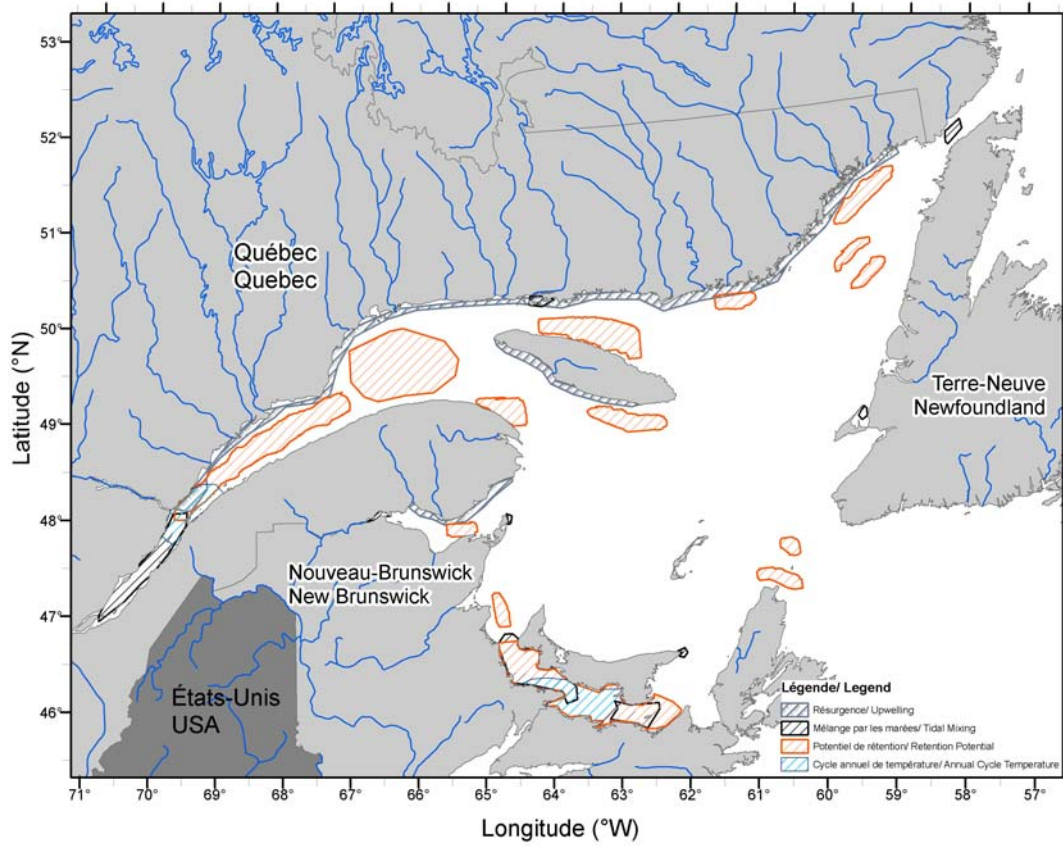 53°
52°
51°
50°
49°
48°
47°
46°
Latitude (°N)
Québec
Quebec
Terre-Neuve
Newfoundland
Nouveau-Brunswick
New Brunswick
États-Unis
USA
Légende/ Legend
Résurgence/ Upwelling
Mélange par les marées/ Tidal Mixing
Potentiel de rétention/ Retention Potential
Cycle annuel de température/ Annual Cycle Temperature
71° 70° 69° 68° 67° 66° 65° 64° 63° 62° 61° 60° 59° 58° 57°
Longitude (°W)